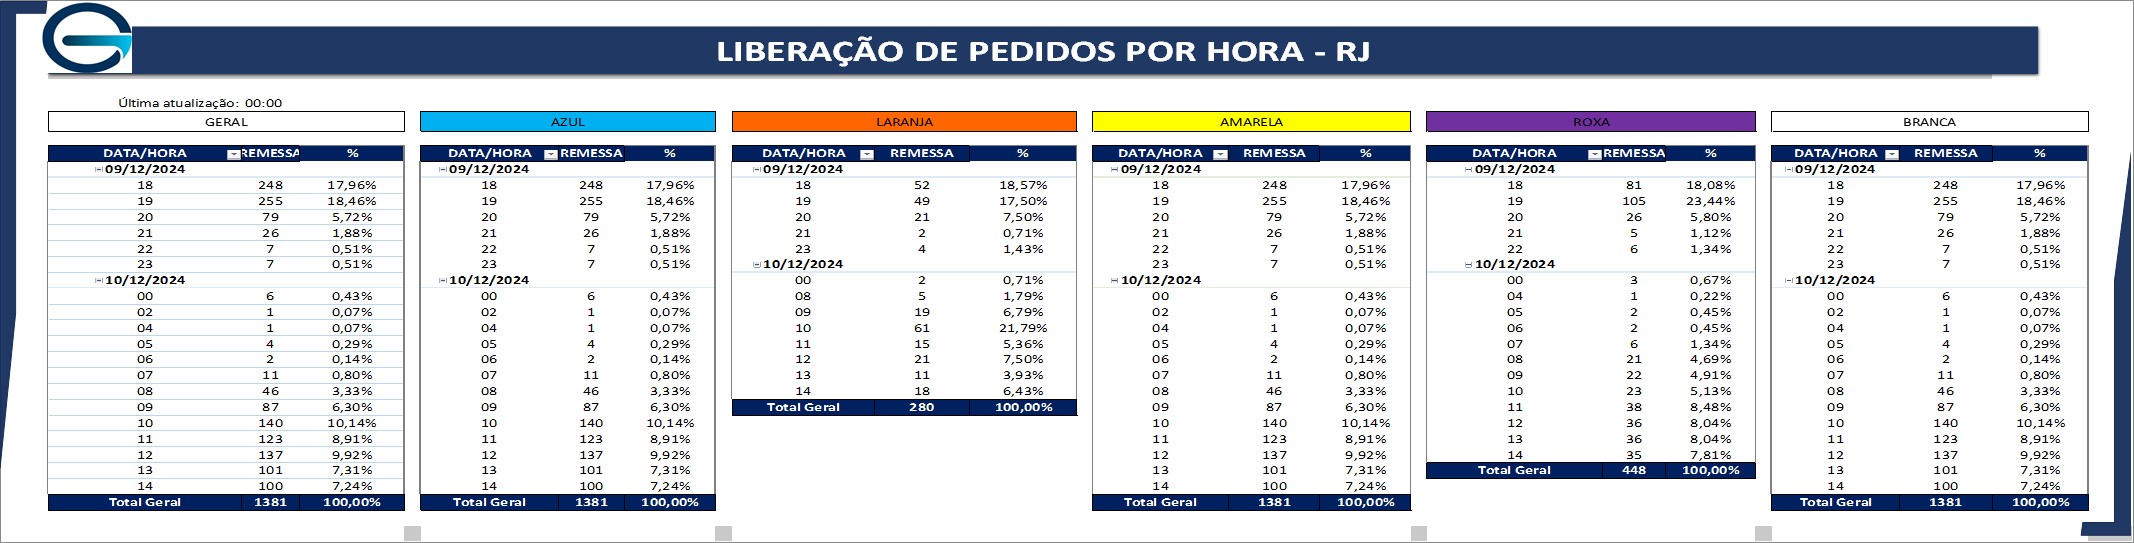 LIBERAÇÃO DE PEDIDOS POR HORA - RJ
Última atualização: 00:00
GERAL
DATA/HORA REMESSA %
09/12/2024
18 248 17,96%
19 255 18,46%
20 79 5,72%
21 26 1,88%
22 7 0,51%
23 7 0,51%
10/12/2024
00 6 0,43%
02 1 0,07%
04 1 0,07%
05 4 0,29%
06 2 0,14%
07 11 0,80%
08 46 3,33%
09 87 6,30%
10 140 10,14%
11 123 8,91%
12 137 9,92%
13 101 7,31%
14 100 7,24%
Total Geral 1381 100,00%
AZUL
DATA/HORA REMESSA %
09/12/2024
18 248 17,96%
19 255 18,46%
20 79 5,72%
21 26 1,88%
22 7 0,51%
23 7 0,51%
10/12/2024
00 6 0,43%
02 1 0,07%
04 1 0,07%
05 4 0,29%
06 2 0,14%
07 11 0,80%
08 46 3,33%
09 87 6,30%
10 140 10,14%
11 123 8,91%
12 137 9,92%
13 101 7,31%
14 100 7,24%
Total Geral 1381 100,00%
LARANJA
DATA/HORA REMESSA %
09/12/2024
18 52 18,57%
19 49 17,50%
20 21 7,50%
21 2 0,71%
23 4 1,43%
10/12/2024
00 2 0,71%
08 5 1,79%
09 19 6,79%
10 61 21,79%
11 15 5,36%
12 21 7,50%
13 11 3,93%
14 18 6,43%
Total Geral 280 100,00%
AMARELA
DATA/HORA REMESSA %
09/12/2024
18 248 17,96%
19 255 18,46%
20 79 5,72%
21 26 1,88%
22 7 0,51%
23 7 0,51%
10/12/2024
00 6 0,43%
02 1 0,07%
04 1 0,07%
05 4 0,29%
06 2 0,14%
07 11 0,80%
08 46 3,33%
09 87 6,30%
10 140 10,14%
11 123 8,91%
12 137 9,92%
13 101 7,31%
14 100 7,24%
Total Geral 1381 100,00%
ROXA
DATA/HORA REMESSA %
09/12/2024
18 81 18,08%
19 105 23,44%
20 26 5,80%
21 5 1,12%
22 6 1,34%
10/12/2024
00 3 0,67%
04 1 0,22%
05 2 0,45%
06 2 0,45%
07 6 1,34%
08 21 4,69%
09 22 4,91%
10 23 5,13%
11 38 8,48%
12 36 8,04%
13 36 8,04%
14 35 7,81%
Total Geral 448 100,00%
BRANCA
DATA/HORA REMESSA %
09/12/2024
18 248 17,96%
19 255 18,46%
20 79 5,72%
21 26 1,88%
22 7 0,51%
23 7 0,51%
10/12/2024
00 6 0,43%
02 1 0,07%
04 1 0,07%
05 4 0,29%
06 2 0,14%
07 11 0,80%
08 46 3,33%
09 87 6,30%
10 140 10,14%
11 123 8,91%
12 137 9,92%
13 101 7,31%
14 100 7,24%
Total Geral 1381 100,00%